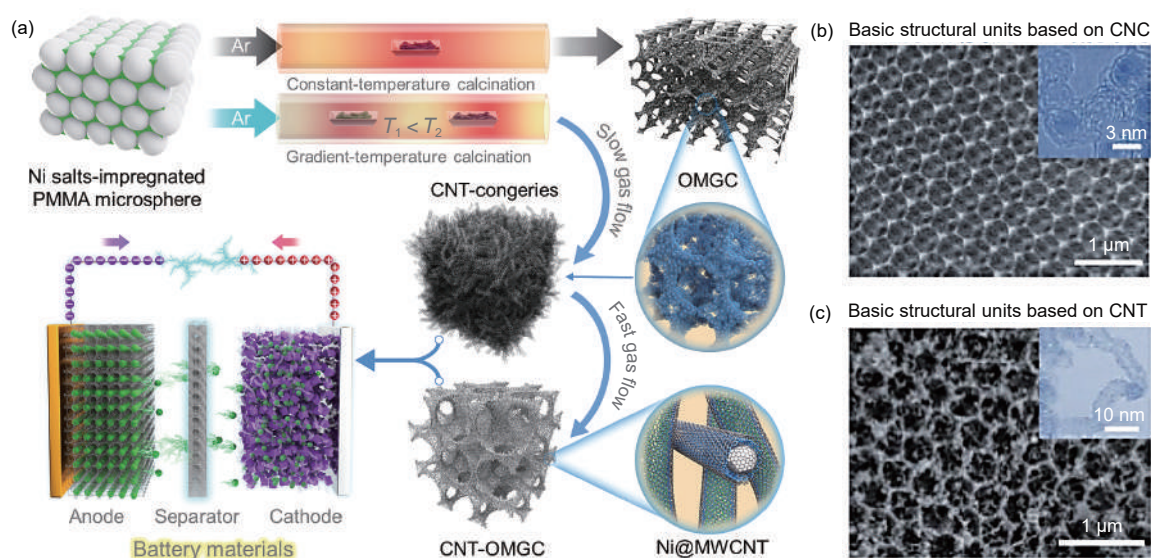 (a)
Ar
Constant-temperature calcination
Ar
T1 < T2
Gradient-temperature calcination
Ni salts-impregnated
PMMA microsphere
OMGC
Slow gas flow
CNT-congeries
Fast gas flow
Anode
Separator
Cathode
Battery materials
CNT-OMGC
Ni@MWCNT
(b)
Basic structural units based on CNC
3 nm
1 μm
(c)
Basic structural units based on CNT
10 nm
1 μm